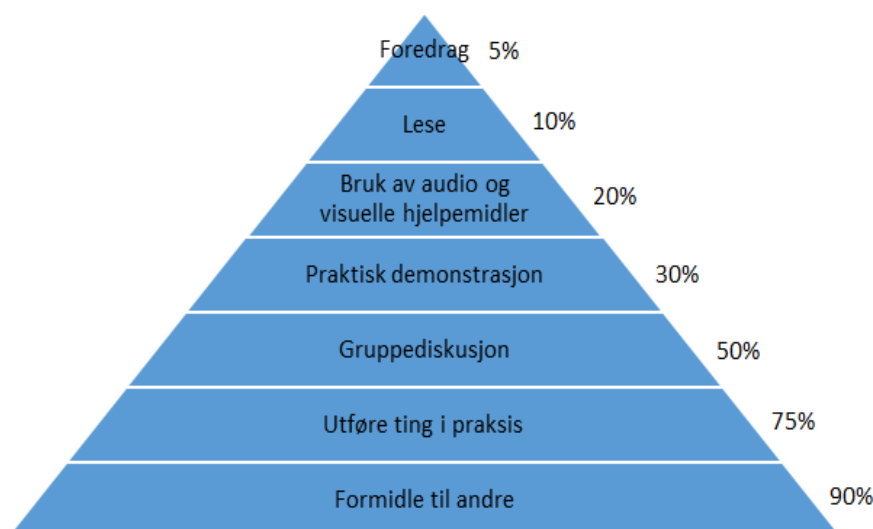 Foredrag 5%
Lese 10%
Bruk av audio og
visuelle hjelpemidler 20%
Praktisk demonstrasjon 30%
Gruppediskusjon 50%
Utføre ting i praksis 75%
Formidle til andre 90%